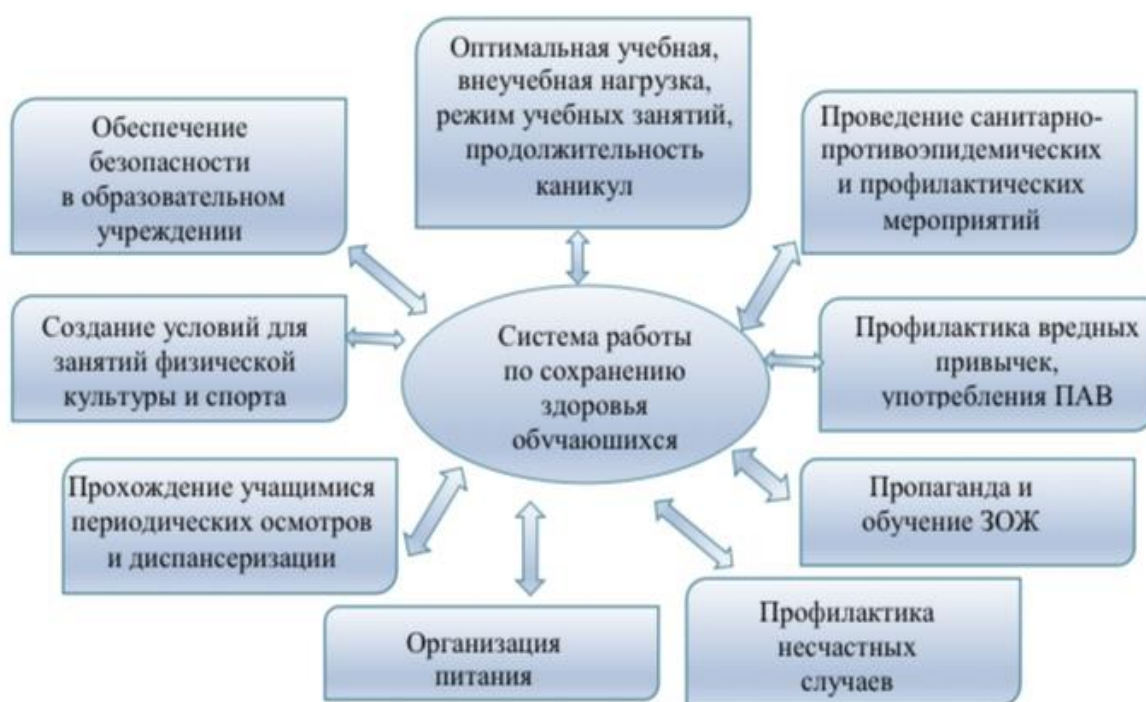 Оптимальная учебная,
внеучебная нагрузка,
режим учебных занятий,
продолжительность
каникул
Обеспечение
безопасности
в образовательном
учреждении
Проведение санитарно-
противоэпидемических
и профилактических
мероприятий
Создание условий для
занятий физической
культуры и спорта
Система работы
по сохранению
здоровья
обучающихся
Профилактика вредных
привычек,
употребления ПАВ
Прохождение учащимися
периодических осмотров
и диспансеризации
Пропаганда и
обучение ЗОЖ
Организация
питания
Профилактика
несчастных
случаев